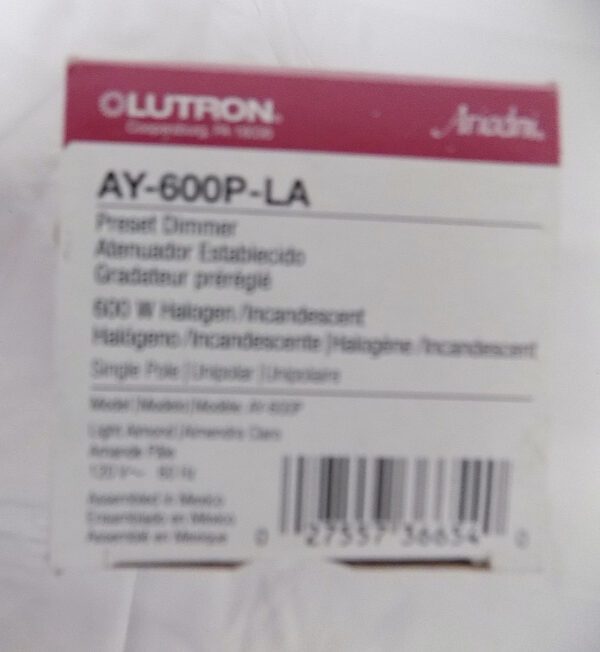 LUTRON®
Coopersburg, PA 18036
Ariadni®
AY-600P-LA
Preset Dimmer
Atenuador Establecido
Gradateur préréglé
600 W Halogen/Incandescent
Halógeno/Incandescente|Halogène/Incandescent
Single Pole|Unipolar|Unipolaire
Model|Modelo|Modèle: AY-600P
Light Almond|Almendra Claro
Amande Pâle
120 V~ 60 Hz
Assembled in Mexico
Ensamblado en México
Assemblé en Mexique
0 27557 36654 0